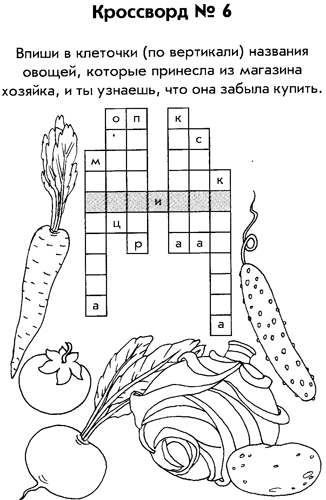 Кроссворд № 6
Впиши в клеточки (по вертикали) названия
овощей, которые принесла из магазина
хозяйка, и ты узнаешь, что она забыла купить.
о п к
с
м
к
и
ц
р а а
а
а